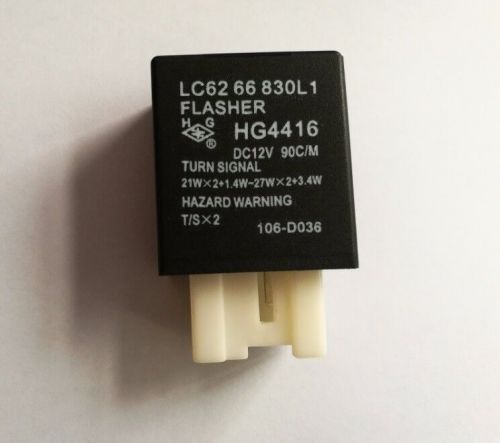 LC62 66 830L1
FLASHER
H G
® HG4416
DC12V 90C/M
TURN SIGNAL
21W×2+1.4W~27W×2+3.4W
HAZARD WARNING
T/S×2
106-D036